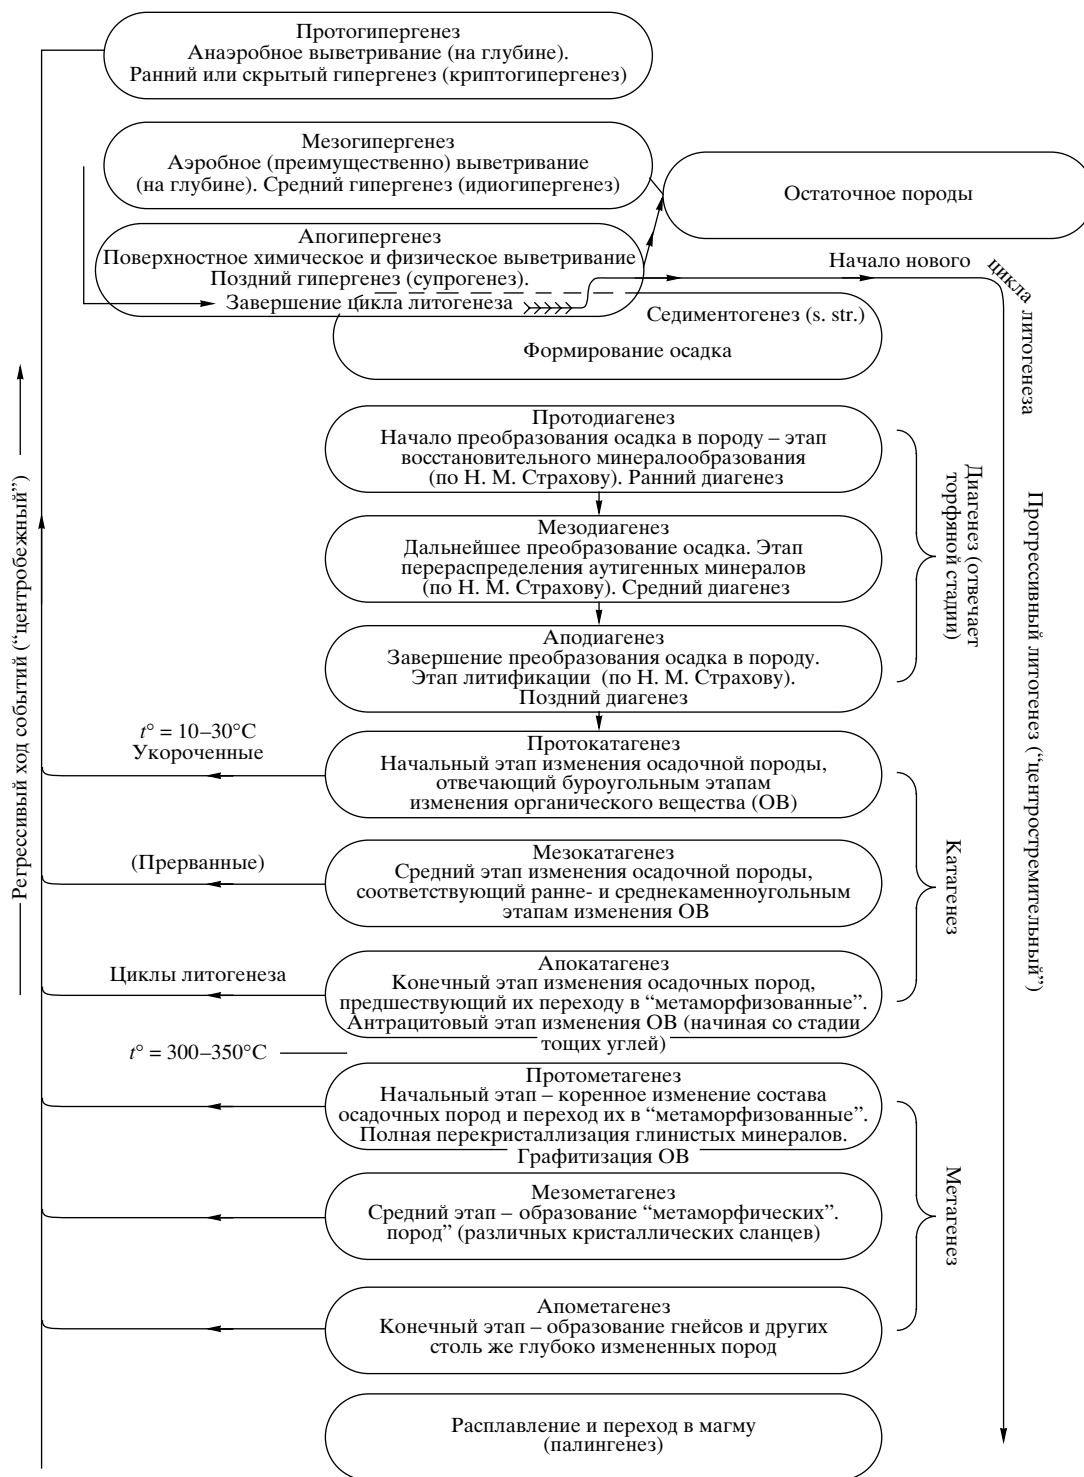 Протогипергенез
Анаэробное выветривание (на глубине).
Ранний или скрытый гипергенез (криптогипергенез)
Мезогипергенез
Аэробное (преимущественно) выветривание
(на глубине). Средний гипергенез (идиогипергенез)
Остаточное породы
Апогипергенез
Поверхностное химическое и физическое выветривание
Поздний гипергенез (супрогенез).
Завершение цикла литогенеза
Начало нового
цикла литогенеза
Седиментогенез (s. str.)
Формирование осадка
Протодиагенез
Начало преобразования осадка в породу – этап
восстановительного минералообразования
(по Н. М. Страхову). Ранний диагенез
Мезодиагенез
Дальнейшее преобразование осадка. Этап
перераспределения аутигенных минералов
(по Н. М. Страхову). Средний диагенез
Аподиагенез
Завершение преобразования осадка в породу.
Этап литификации (по Н. М. Страхову).
Поздний диагенез
Диагенез (отвечает
торфяной стадии)
Прогрессивный литогенез (“центростремительный”)
Регрессивый ход событий (“центробежный”)
t° = 10–30°C
Укороченные
Протокатагенез
Начальный этап изменения осадочной породы,
отвечающий буроугольным этапам
изменения органического вещества (ОВ)
(Прерванные)
Мезокатагенез
Средний этап изменения осадочной породы,
соответствующий ранне- и среднекаменноугольным
этапам изменения ОВ
Катагенез
Циклы литогенеза
Апокатагенез
Конечный этап изменения осадочных пород,
предшествующий их переходу в “метаморфизованные”.
Антрацитовый этап изменения ОВ (начиная со стадии
тощих углей)
t° = 300–350°C
Протометагенез
Начальный этап – коренное изменение состава
осадочных пород и переход их в “метаморфизованные”.
Полная перекристаллизация глинистых минералов.
Графитизация ОВ
Мезометагенез
Средний этап – образование “метаморфических”.
пород” (различных кристаллических сланцев)
Метагенез
Апометагенез
Конечный этап – образование гнейсов и других
столь же глубоко измененных пород
Расплавление и переход в магму
(палингенез)